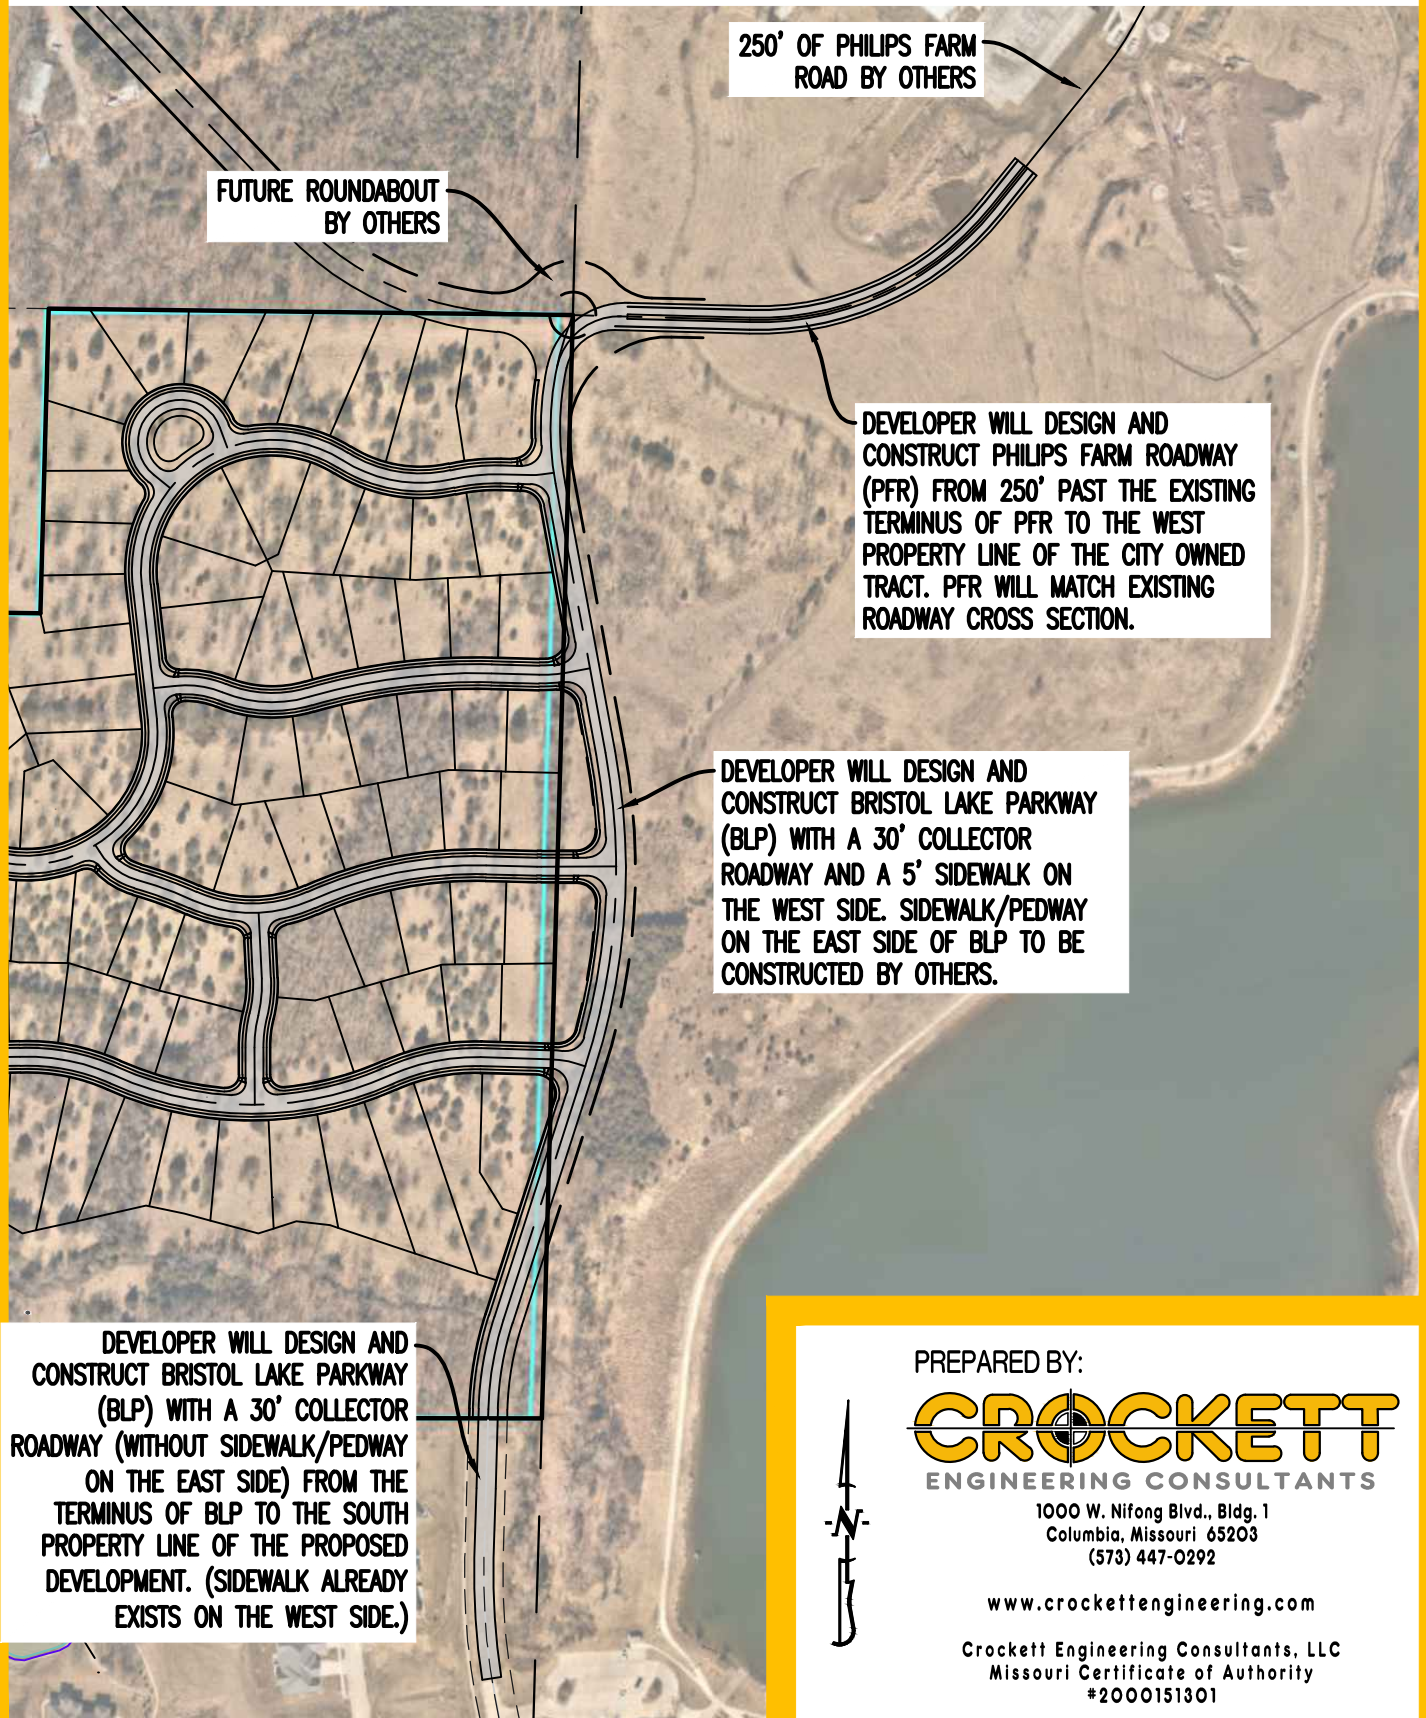 250' OF PHILIPS FARM
ROAD BY OTHERS
FUTURE ROUNDABOUT
BY OTHERS
DEVELOPER WILL DESIGN AND
CONSTRUCT PHILIPS FARM ROADWAY
(PFR) FROM 250' PAST THE EXISTING
TERMINUS OF PFR TO THE WEST
PROPERTY LINE OF THE CITY OWNED
TRACT. PFR WILL MATCH EXISTING
ROADWAY CROSS SECTION.
DEVELOPER WILL DESIGN AND
CONSTRUCT BRISTOL LAKE PARKWAY
(BLP) WITH A 30' COLLECTOR
ROADWAY AND A 5' SIDEWALK ON
THE WEST SIDE. SIDEWALK/PEDWAY
ON THE EAST SIDE OF BLP TO BE
CONSTRUCTED BY OTHERS.
DEVELOPER WILL DESIGN AND
CONSTRUCT BRISTOL LAKE PARKWAY
(BLP) WITH A 30' COLLECTOR
ROADWAY (WITHOUT SIDEWALK/PEDWAY
ON THE EAST SIDE) FROM THE
TERMINUS OF BLP TO THE SOUTH
PROPERTY LINE OF THE PROPOSED
DEVELOPMENT. (SIDEWALK ALREADY
EXISTS ON THE WEST SIDE.)
N
PREPARED BY:
CROCKETT
ENGINEERING CONSULTANTS
1000 W. Nifong Blvd., Bldg. 1
Columbia, Missouri 65203
(573) 447-0292
www.crockettengineering.com
Crockett Engineering Consultants, LLC
Missouri Certificate of Authority
#2000151301